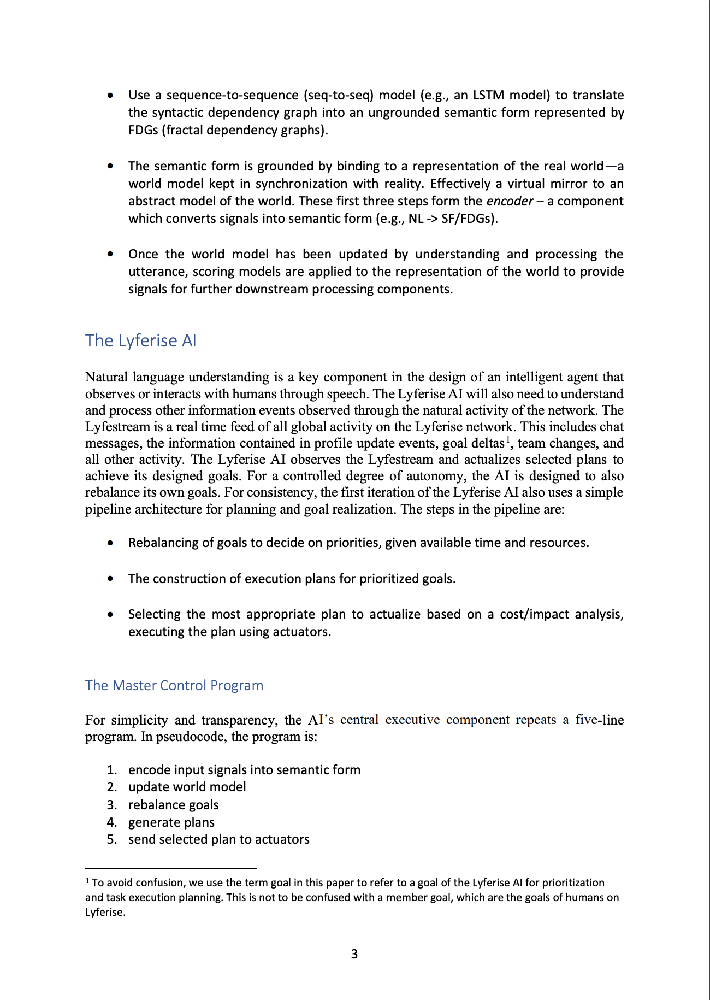 • Use a sequence-to-sequence (seq-to-seq) model (e.g., an LSTM model) to translate
the syntactic dependency graph into an ungrounded semantic form represented by
FDGs (fractal dependency graphs).
• The semantic form is grounded by binding to a representation of the real world—a
world model kept in synchronization with reality. Effectively a virtual mirror to an
abstract model of the world. These first three steps form the encoder – a component
which converts signals into semantic form (e.g., NL -> SF/FDGs).
• Once the world model has been updated by understanding and processing the
utterance, scoring models are applied to the representation of the world to provide
signals for further downstream processing components.
The Lyferise AI
Natural language understanding is a key component in the design of an intelligent agent that
observes or interacts with humans through speech. The Lyferise AI will also need to understand
and process other information events observed through the natural activity of the network. The
Lyfestream is a real time feed of all global activity on the Lyferise network. This includes chat
messages, the information contained in profile update events, goal deltas¹, team changes, and
all other activity. The Lyferise AI observes the Lyfestream and actualizes selected plans to
achieve its designed goals. For a controlled degree of autonomy, the AI is designed to also
rebalance its own goals. For consistency, the first iteration of the Lyferise AI also uses a simple
pipeline architecture for planning and goal realization. The steps in the pipeline are:
• Rebalancing of goals to decide on priorities, given available time and resources.
• The construction of execution plans for prioritized goals.
• Selecting the most appropriate plan to actualize based on a cost/impact analysis,
executing the plan using actuators.
The Master Control Program
For simplicity and transparency, the AI’s central executive component repeats a five-line
program. In pseudocode, the program is:
1. encode input signals into semantic form
2. update world model
3. rebalance goals
4. generate plans
5. send selected plan to actuators
¹ To avoid confusion, we use the term goal in this paper to refer to a goal of the Lyferise AI for prioritization
and task execution planning. This is not to be confused with a member goal, which are the goals of humans on
Lyferise.
3